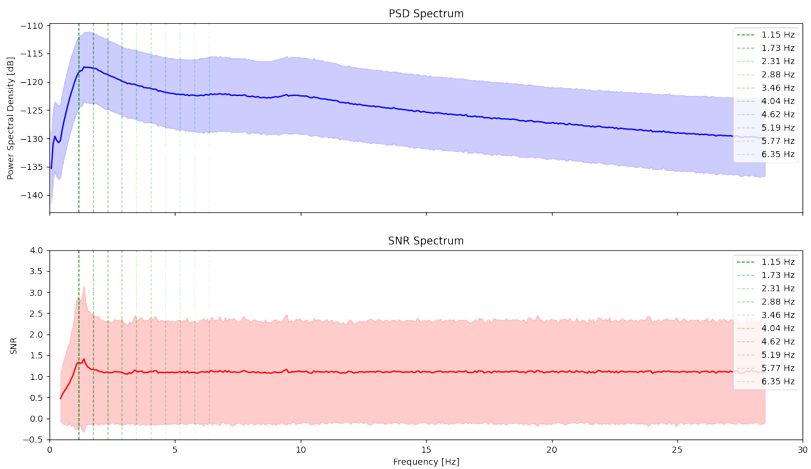 PSD Spectrum
Power Spectral Density [dB]
−110
−115
−120
−125
−130
−135
−140
1.15 Hz
1.73 Hz
2.31 Hz
2.88 Hz
3.46 Hz
4.04 Hz
4.62 Hz
5.19 Hz
5.77 Hz
6.35 Hz
SNR Spectrum
SNR
4.0
3.5
3.0
2.5
2.0
1.5
1.0
0.5
0.0
−0.5
1.15 Hz
1.73 Hz
2.31 Hz
2.88 Hz
3.46 Hz
4.04 Hz
4.62 Hz
5.19 Hz
5.77 Hz
6.35 Hz
0 5 10 15 20 25 30
Frequency [Hz]